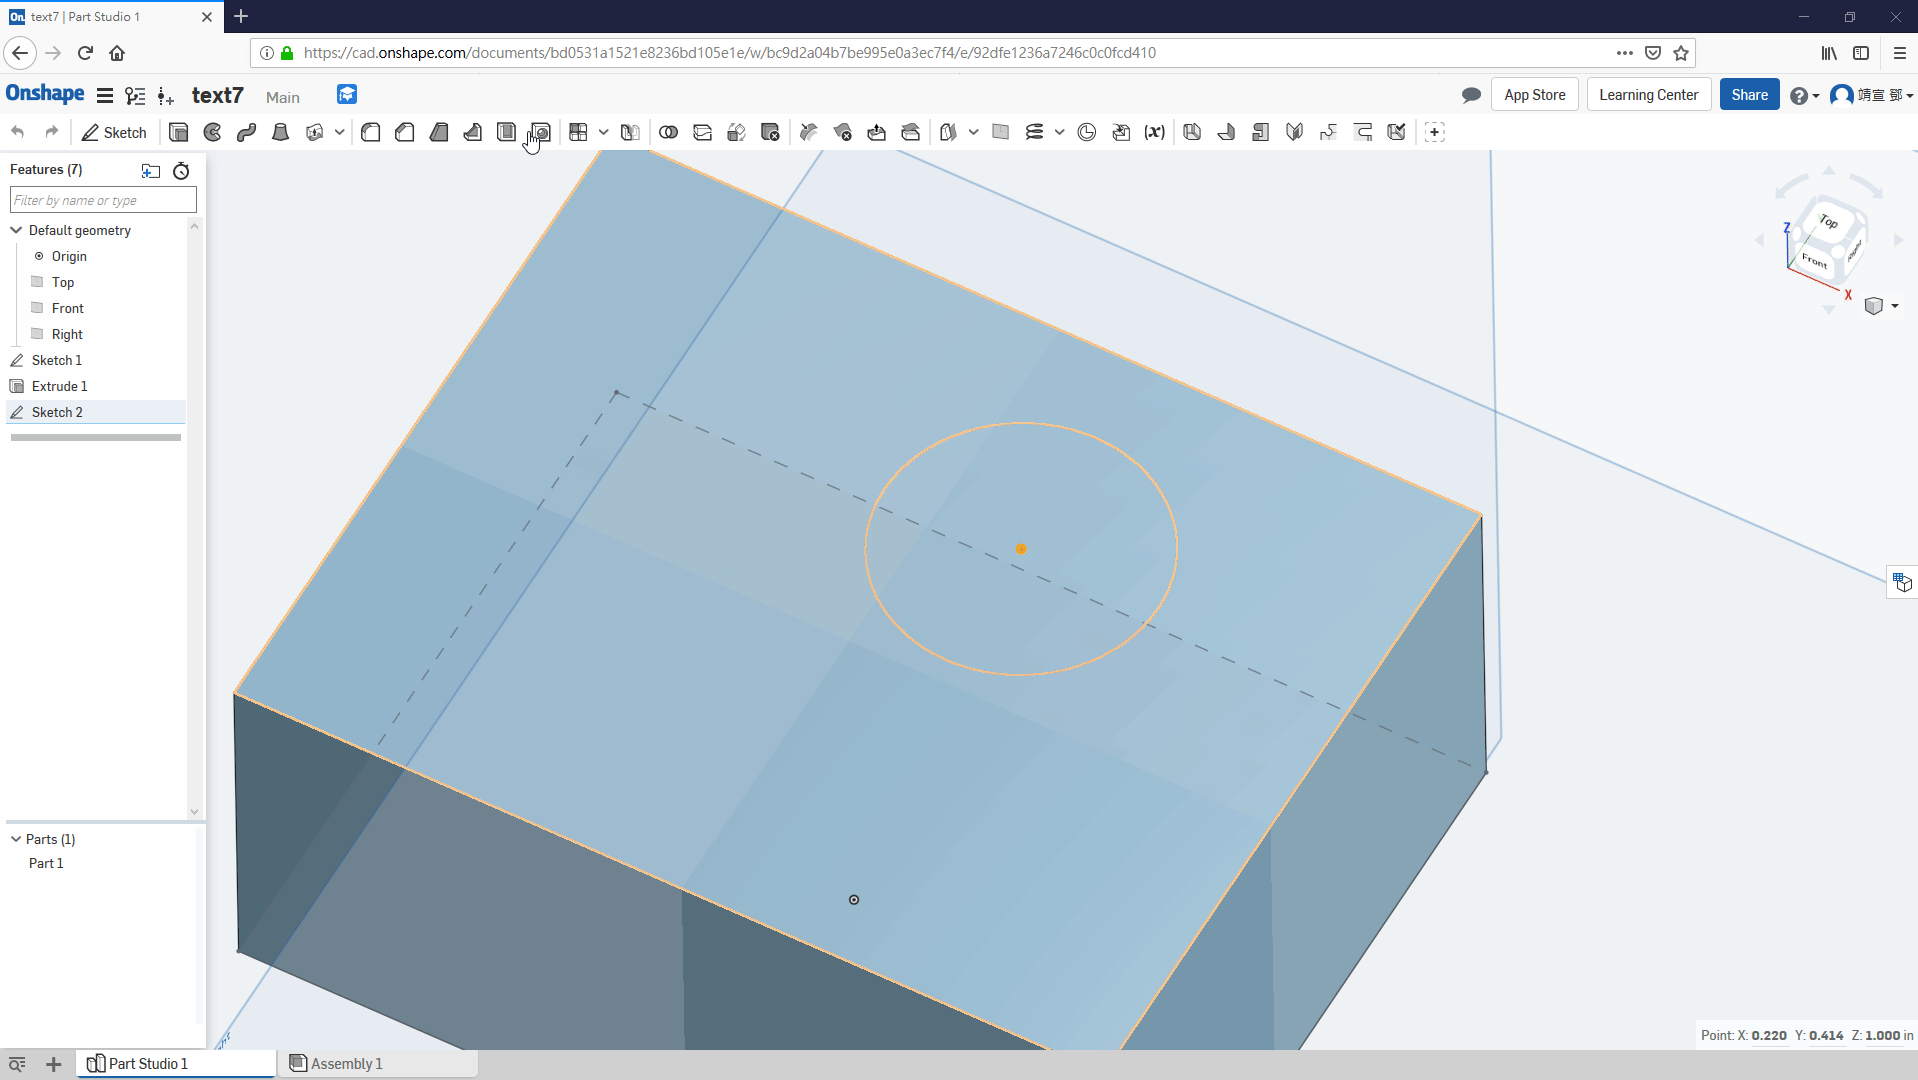 On. text7 | Part Studio 1
https://cad.onshape.com/documents/bd0531a1521e8236bd105e1e/w/bc9d2a04b7be995e0a3ec7f4/e/92dfe1236a7246c0c0fcd410
Onshape text7 Main App Store Learning Center Share 靖宣 鄧
Sketch (x)
Features (7)
Filter by name or type
Default geometry
Origin
Top
Front
Right
Sketch 1
Extrude 1
Sketch 2
Parts (1)
Part 1
Z
Top
Front
X
Point: X: 0.220 Y: 0.414 Z: 1.000 in
Part Studio 1 Assembly 1